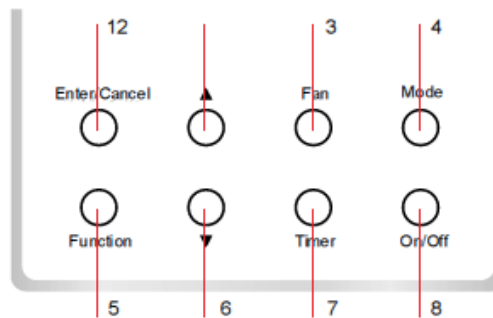 12 3 4
Enter/Cancel ▲ Fan Mode
Function ▼ Timer On/Off
5 6 7 8